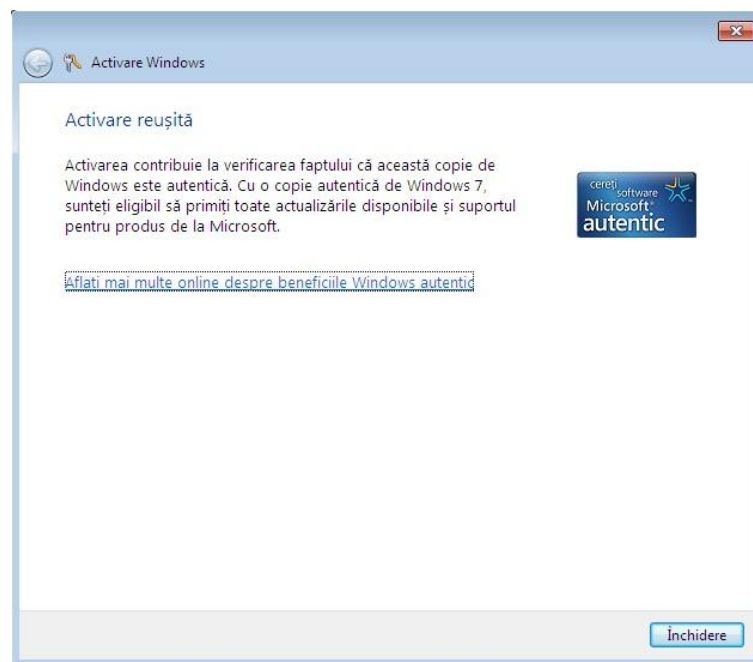 Activare Windows
Activare reușită
Activarea contribuie la verificarea faptului că această copie de
Windows este autentică. Cu o copie autentică de Windows 7,
sunteți eligibil să primiți toate actualizările disponibile și suportul
pentru produs de la Microsoft.
cereți
software
Microsoft®
autentic
Aflați mai multe online despre beneficiile Windows autentic
Închidere